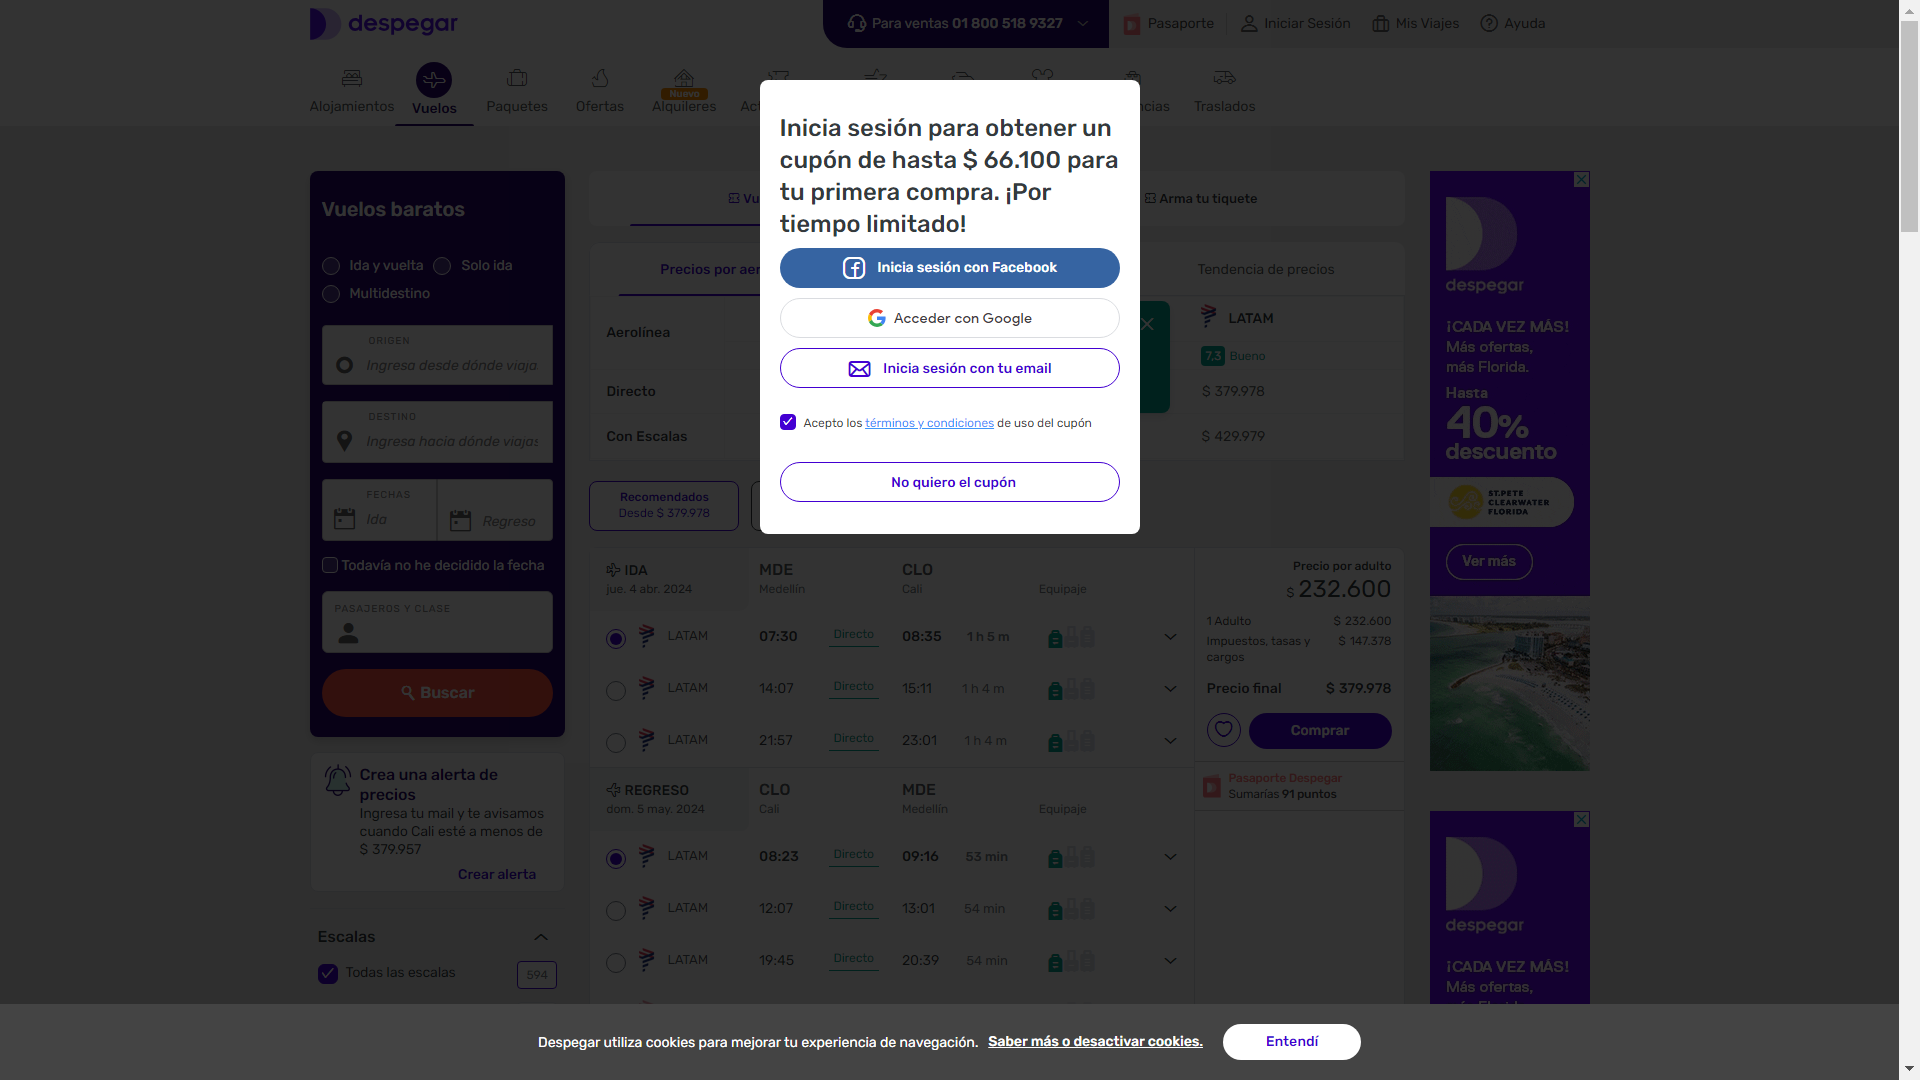 despegar
Para ventas 01 800 518 9327
Pasaporte
Iniciar Sesión
Mis Viajes
Ayuda
Alojamientos
Vuelos
Paquetes
Ofertas
Nuevo
Alquileres
Traslados
Inicia sesión para obtener un
cupón de hasta $ 66.100 para
tu primera compra. ¡Por
tiempo limitado!
Inicia sesión con Facebook
Acceder con Google
Inicia sesión con tu email
Acepto los términos y condiciones de uso del cupón
No quiero el cupón
Vuelos baratos
Ida y vuelta
Solo ida
Multidestino
ORIGEN
Ingresa desde dónde viaja
DESTINO
Ingresa hacia dónde viajas
FECHAS
Ida
Regreso
Todavía no he decidido la fecha
PASAJEROS Y CLASE
Buscar
Crea una alerta de
precios
Ingresa tu mail y te avisamos
cuando Cali esté a menos de
$ 379.957
Crear alerta
Escalas
Todas las escalas
594
Arma tu tiquete
Precios por aer
Tendencia de precios
Aerolínea
LATAM
7.3 Bueno
Directo
$ 379.978
Con Escalas
$ 429.979
Recomendados
Desde $ 379.978
IDA
MDE
CLO
jue. 4 abr. 2024
Medellín
Cali
Equipaje
LATAM 07:30 Directo 08:35 1 h 5 m
LATAM 14:07 Directo 15:11 1 h 4 m
LATAM 21:57 Directo 23:01 1 h 4 m
REGRESO
CLO
MDE
dom. 5 may. 2024
Cali
Medellín
Equipaje
LATAM 08:23 Directo 09:16 53 min
LATAM 12:07 Directo 13:01 54 min
LATAM 19:45 Directo 20:39 54 min
Precio por adulto
$ 232.600
1 Adulto $ 232.600
Impuestos, tasas y $ 147.378
cargos
Precio final $ 379.978
Comprar
Pasaporte Despegar
Sumarías 91 puntos
despegar
¡CADA VEZ MÁS!
Más ofertas,
más Florida.
Hasta
40%
descuento
ST.PETE
CLEARWATER
FLORIDA
Ver más
despegar
¡CADA VEZ MÁS!
Más ofertas,
Despegar utiliza cookies para mejorar tu experiencia de navegación. Saber más o desactivar cookies.
Entendí